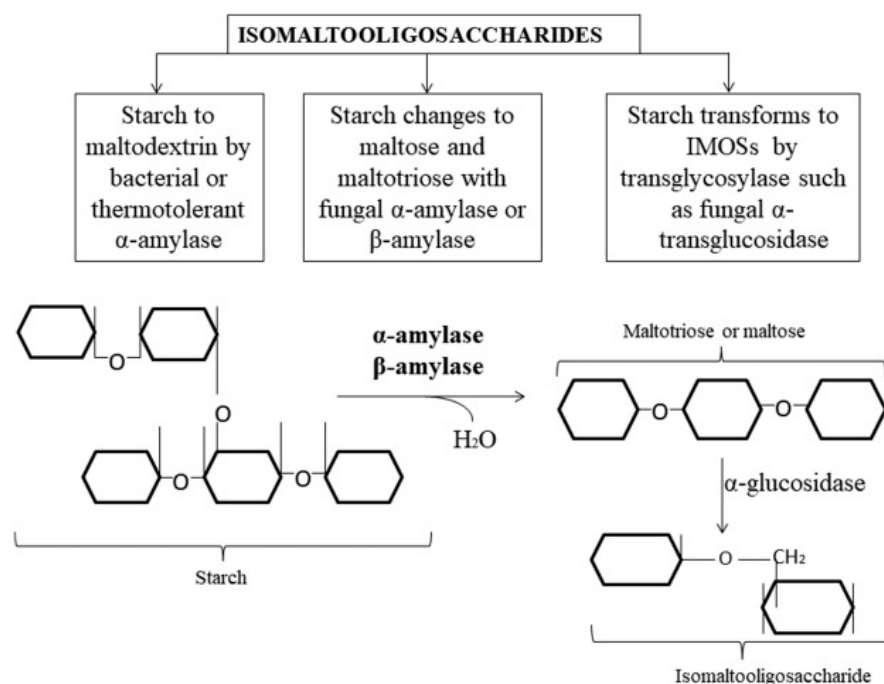 ISOMALTOOLIGOSACCHARIDES
Starch to
maltodextrin by
bacterial or
thermotolerant
α-amylase
Starch changes to
maltose and
maltotriose with
fungal α-amylase or
β-amylase
Starch transforms to
IMOSs by
transglycosylase such
as fungal α-
transglucosidase
α-amylase
β-amylase
H₂O
Maltotriose or maltose
O
O
O
O
O
O
α-glucosidase
O
CH₂
Starch
Isomaltooligosaccharide